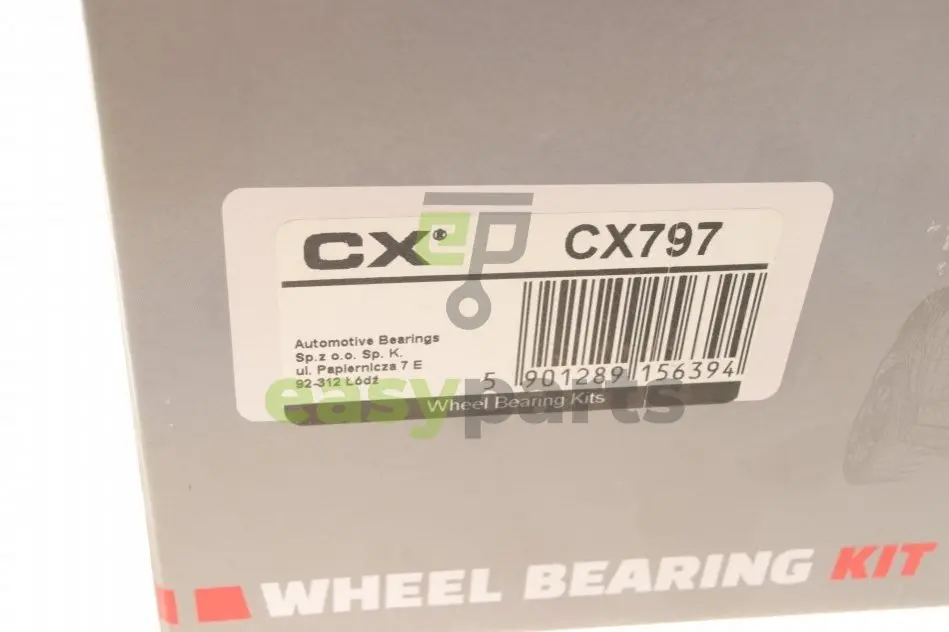 CX® CX797
Automotive Bearings
Sp.z o.o. Sp. K.
ul. Papiernicza 7 E
92-312 Łódź
5 901289 156394
Wheel Bearing Kits
ep
easyparts
WHEEL BEARING KIT